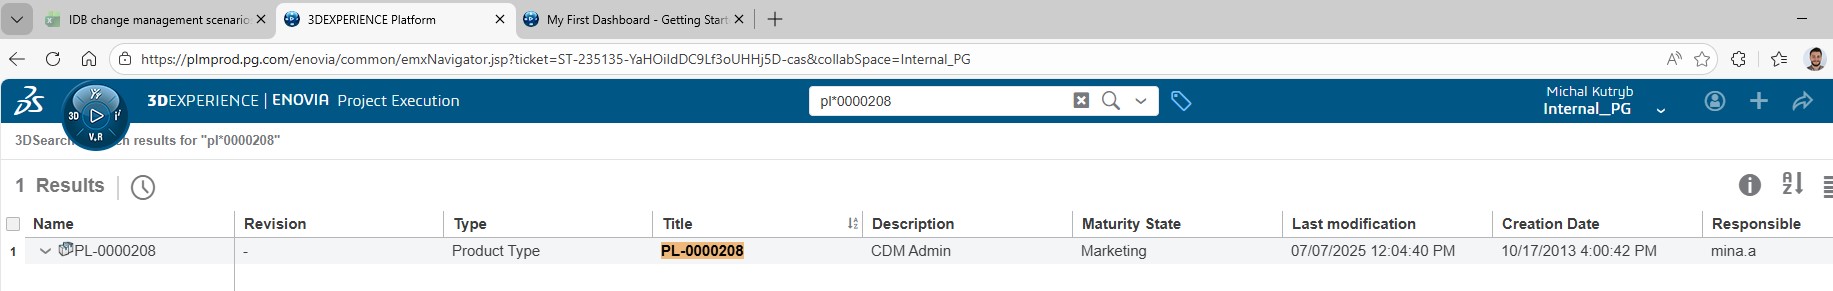 IDB change management scenario
3DEXPERIENCE Platform
My First Dashboard - Getting Start
https://plmprod.pg.com/enovia/common/emxNavigator.jsp?ticket=ST-235135-YaHOiIdDC9Lf3oUHHj5D-cas&collabSpace=Internal_PG
3DEXPERIENCE | ENOVIA Project Execution
pl*0000208
Michal Kutryb
Internal_PG
3D
V.R
3DSearch results for "pl*0000208"
1 Results
Name Revision Type Title Description Maturity State Last modification Creation Date Responsible
1 PL-0000208 - Product Type PL-0000208 CDM Admin Marketing 07/07/2025 12:04:40 PM 10/17/2013 4:00:42 PM mina.a